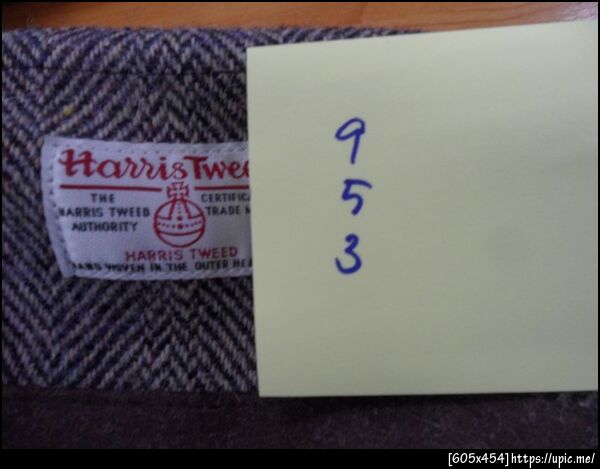 Harris Twee
THE
HARRIS TWEED
AUTHORITY
CERTIFIC
TRADE M
HARRIS TWEED
HAND WOVEN IN THE OUTER HE
9
5
3
[605x454]https://upic.me/